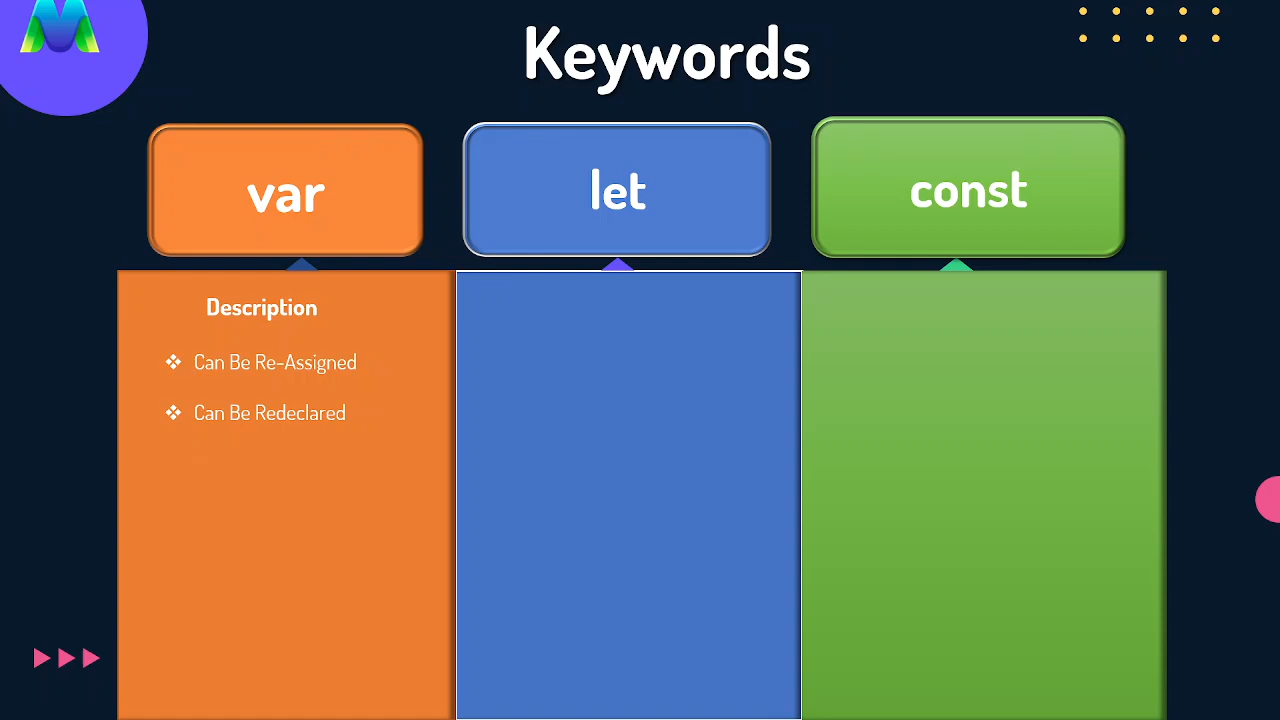 Keywords
var
let
const
Description
❖ Can Be Re-Assigned
❖ Can Be Redeclared